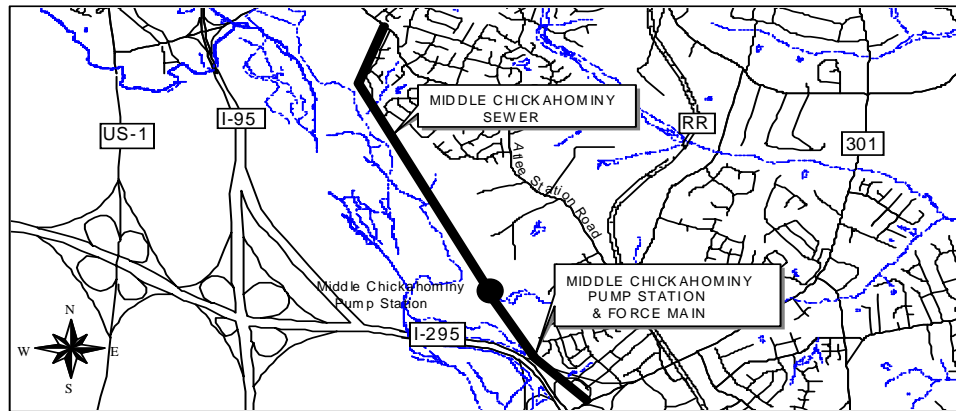 MIDDLE CHICKAHOMINY
SEWER
I-95
US-1
RR
301
Atlee Station Road
Middle Chickahominy
Pump Station
MIDDLE CHICKAHOMINY
PUMP STATION
& FORCE MAIN
I-295
N
W
E
S